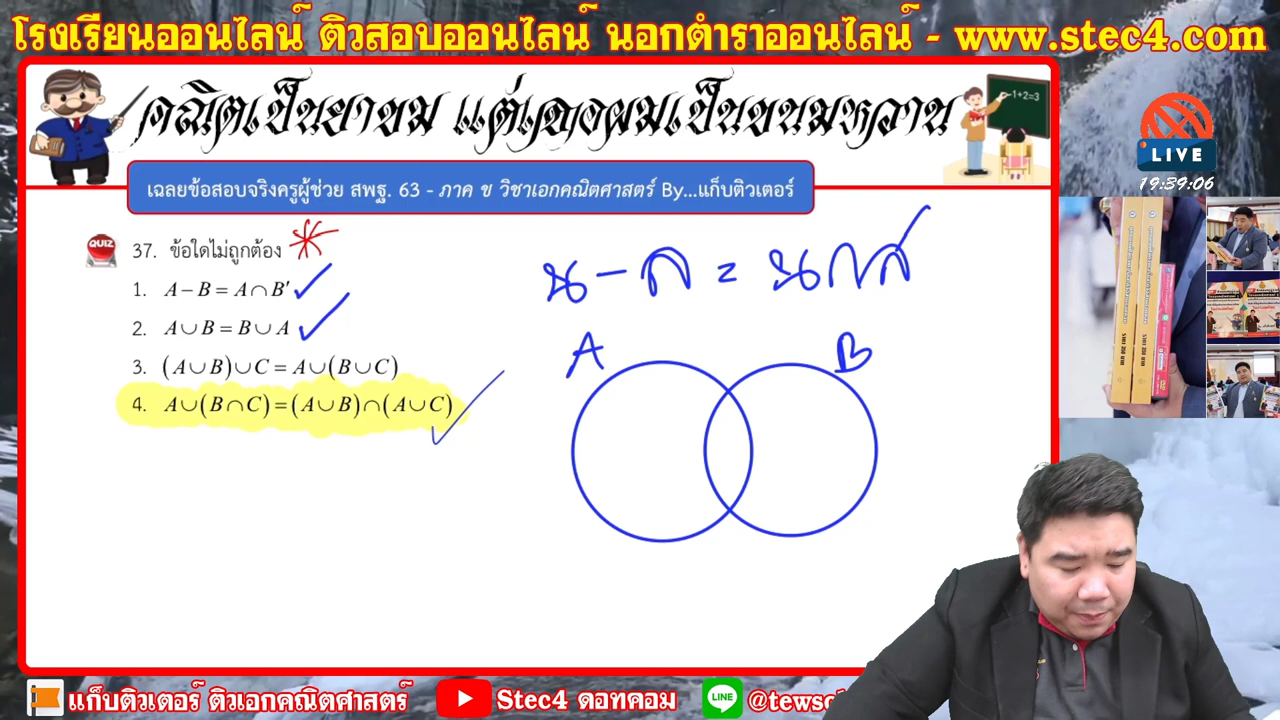 โรงเรียนออนไลน์ ติวสอบออนไลน์ นอกตำราออนไลน์ - www.stec4.com
คณิตเป็นยาขม แต่เธอผมเป็นขนมหวาน
-1+2=3
LIVE
19:39:06
เฉลยข้อสอบจริงครูผู้ช่วย สพฐ. 63 - ภาค ข วิชาเอกคณิตศาสตร์ By...แก็บติวเตอร์
QUIZ
37. ข้อใดไม่ถูกต้อง
1. A − B = A ∩ B′
2. A ∪ B = B ∪ A
3. (A ∪ B) ∪ C = A ∪ (B ∪ C)
4. A ∪ (B ∩ C) = (A ∪ B) ∩ (A ∪ C)
A
B
แก็บติวเตอร์ ติวเอกคณิตศาสตร์
Stec4 ดอทคอม
LINE